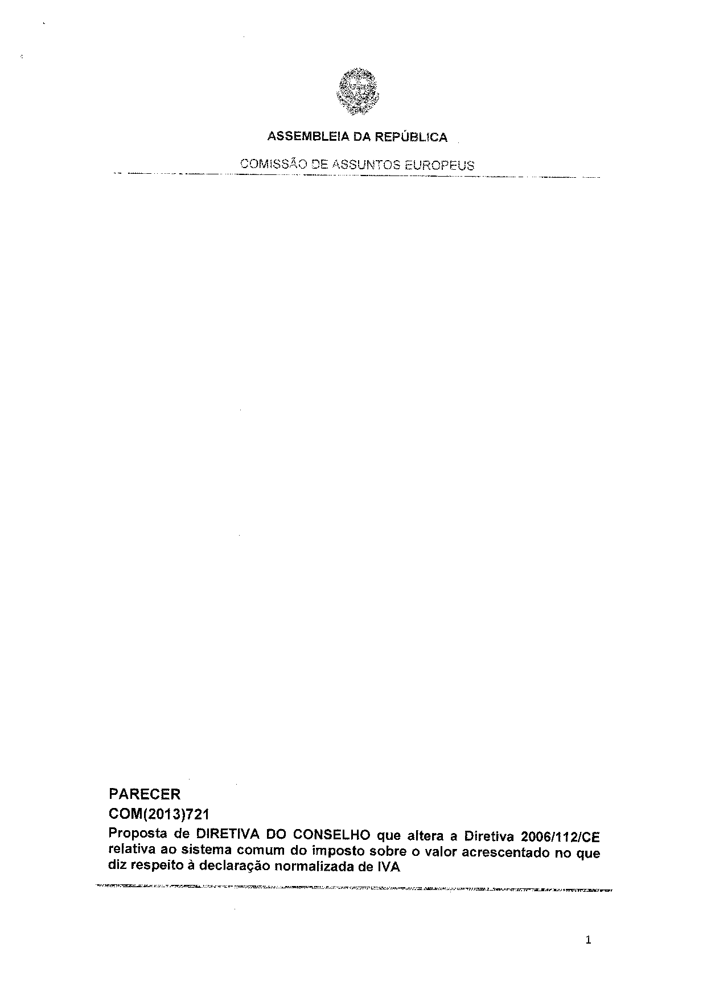 ASSEMBLEIA DA REPÚBLICA
COMISSÃO DE ASSUNTOS EUROPEUS
PARECER
COM(2013)721
Proposta de DIRETIVA DO CONSELHO que altera a Diretiva 2006/112/CE
relativa ao sistema comum do imposto sobre o valor acrescentado no que
diz respeito à declaração normalizada de IVA
1